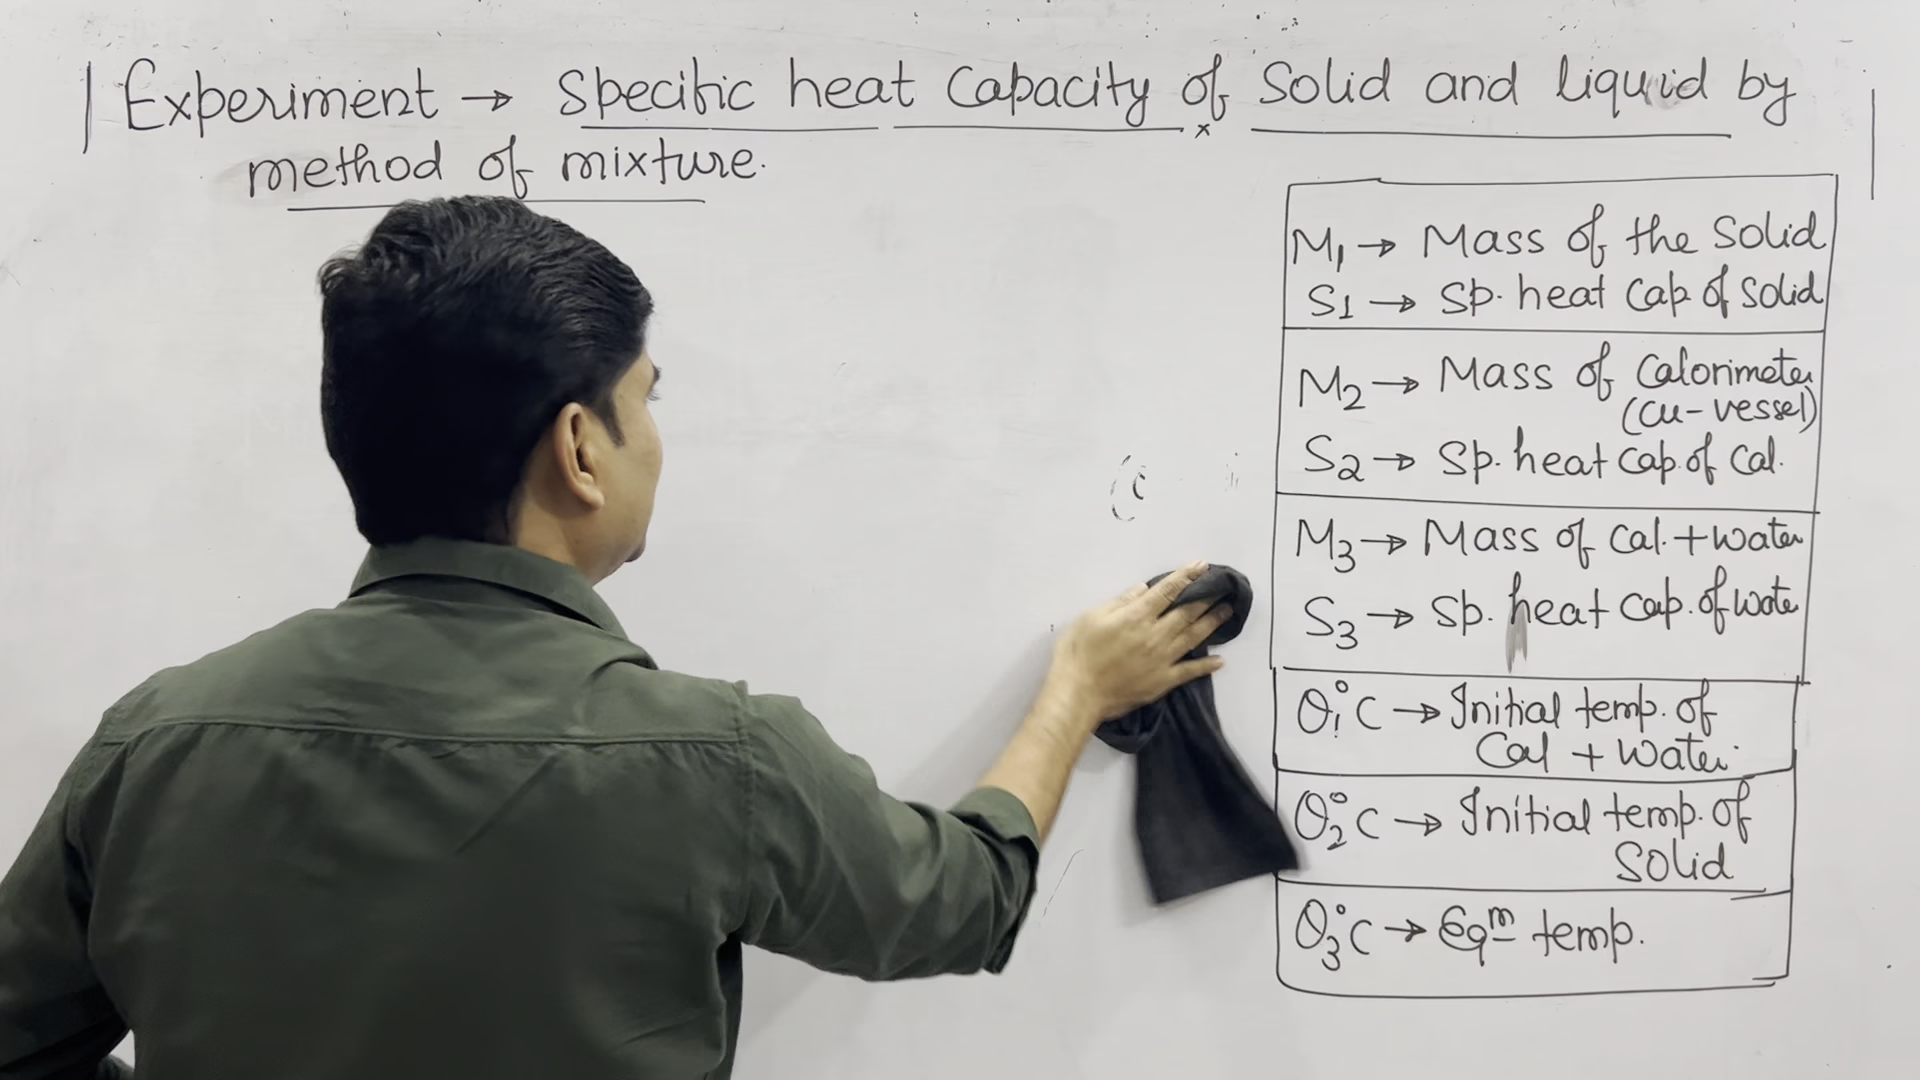 Experiment → Specific heat Capacity of Solid and liquid by
method of mixture.
M1 → Mass of the Solid
S1 → Sp. heat Cap. of Solid
M2 → Mass of Calorimeter
(Cu-vessel)
S2 → Sp. heat Cap. of Cal.
M3 → Mass of Cal. + Water
S3 → Sp. heat Cap. of Water
θ1°C → Initial temp. of
Cal + Water.
θ2°C → Initial temp. of
Solid
θ3°C → Eqm temp.